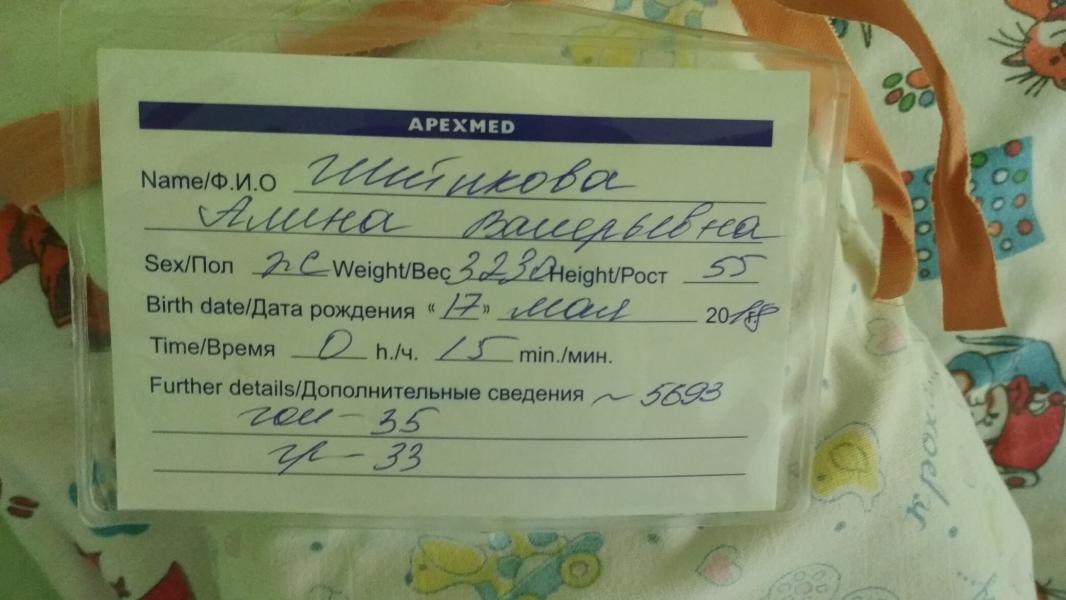 APEXMED
Name/Ф.И.О Шитикова
Алина Валерьевна
Sex/Пол ж Weight/Вес 3230 Height/Рост 55
Birth date/Дата рождения «17» мая 2018
Time/Время 0 h./ч. 15 min./мин.
Further details/Дополнительные сведения ~ 5693
гол – 35
гр – 33